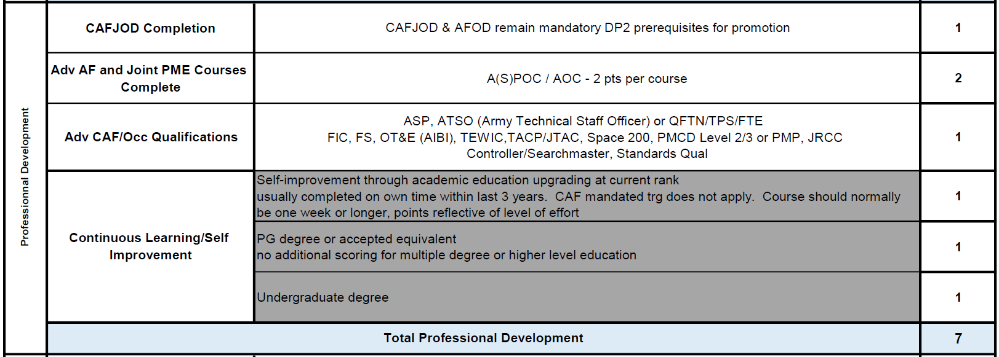 Professionnal Development
CAFJOD Completion
CAFJOD & AFOD remain mandatory DP2 prerequisites for promotion
1
Adv AF and Joint PME Courses
Complete
A(S)POC / AOC - 2 pts per course
2
Adv CAF/Occ Qualifications
ASP, ATSO (Army Technical Staff Officer) or QFTN/TPS/FTE
FIC, FS, OT&E (AIBI), TEWIC,TACP/JTAC, Space 200, PMCD Level 2/3 or PMP, JRCC
Controller/Searchmaster, Standards Qual
1
Continuous Learning/Self
Improvement
Self-improvement through academic education upgrading at current rank
usually completed on own time within last 3 years.  CAF mandated trg does not apply.  Course should normally
be one week or longer, points reflective of level of effort
1
PG degree or accepted equivalent
no additional scoring for multiple degree or higher level education
1
Undergraduate degree
1
Total Professional Development
7